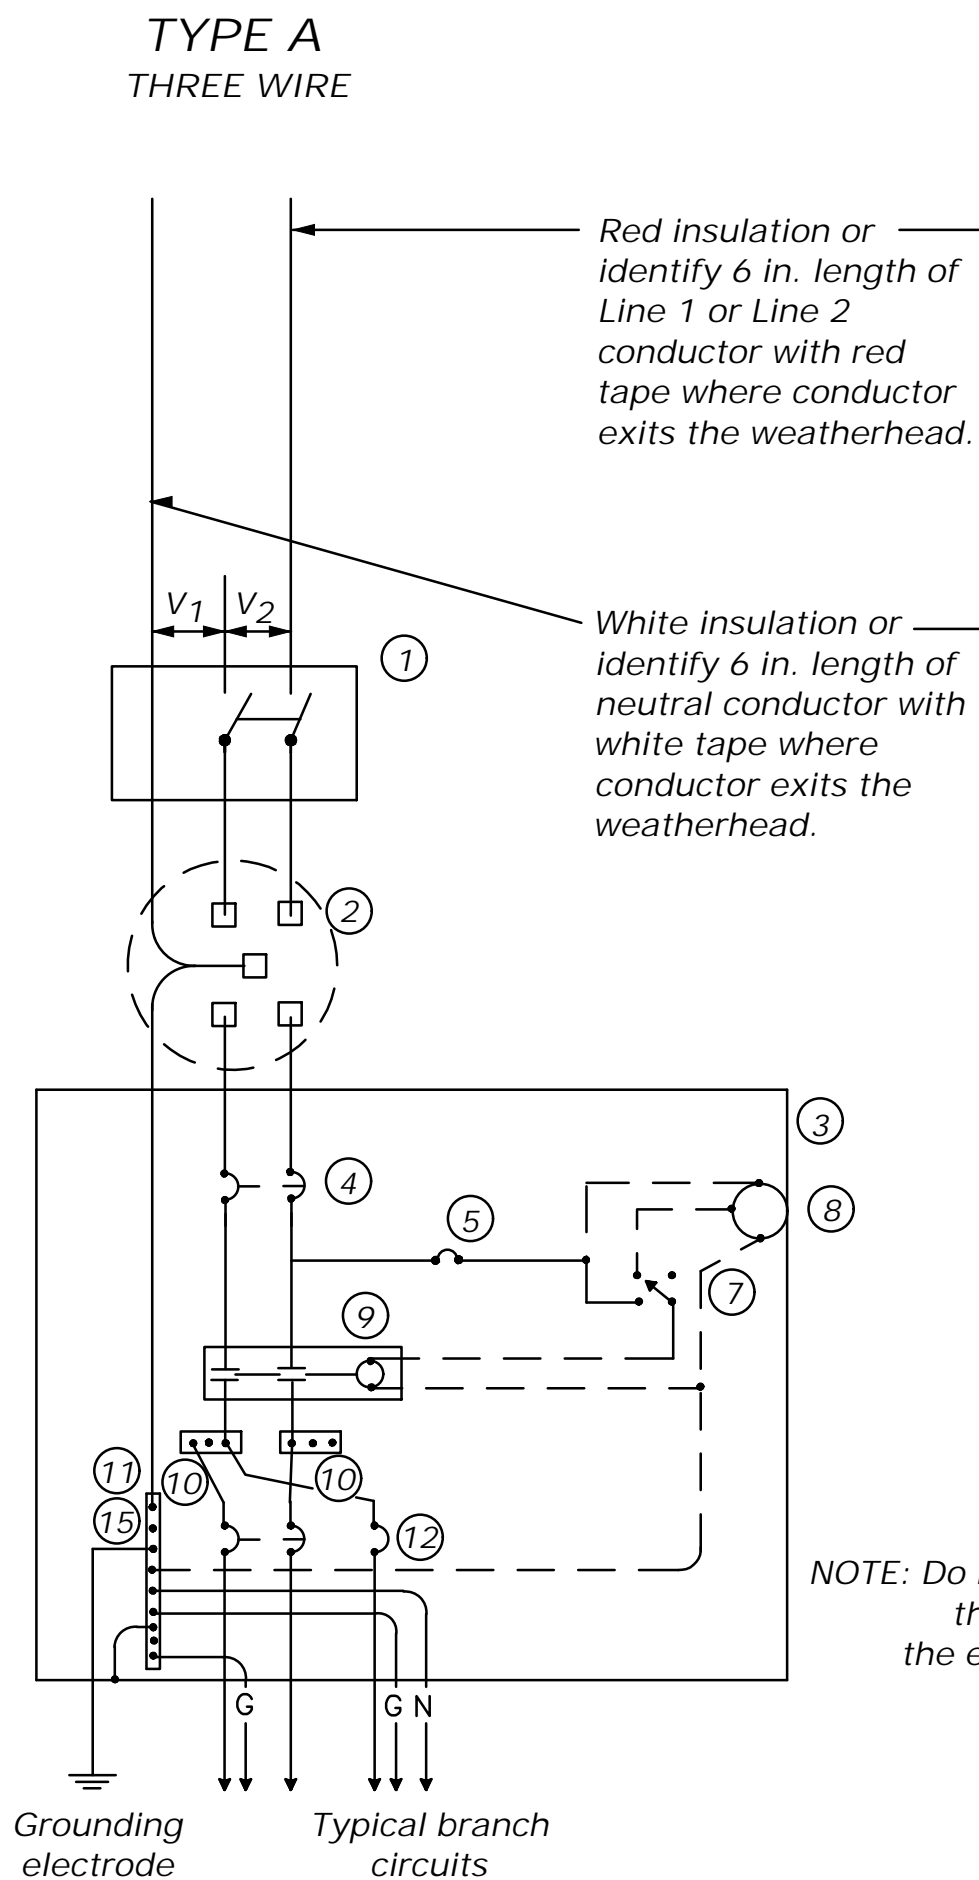 TYPE A
THREE WIRE
Red insulation or
identify 6 in. length of
Line 1 or Line 2
conductor with red
tape where conductor
exits the weatherhead.
V1
V2
White insulation or
identify 6 in. length of
neutral conductor with
white tape where
conductor exits the
weatherhead.
1
2
3
4
5
8
7
9
11
10
10
15
12
NOTE: Do
th
the e
G
G N
Grounding
electrode
Typical branch
circuits